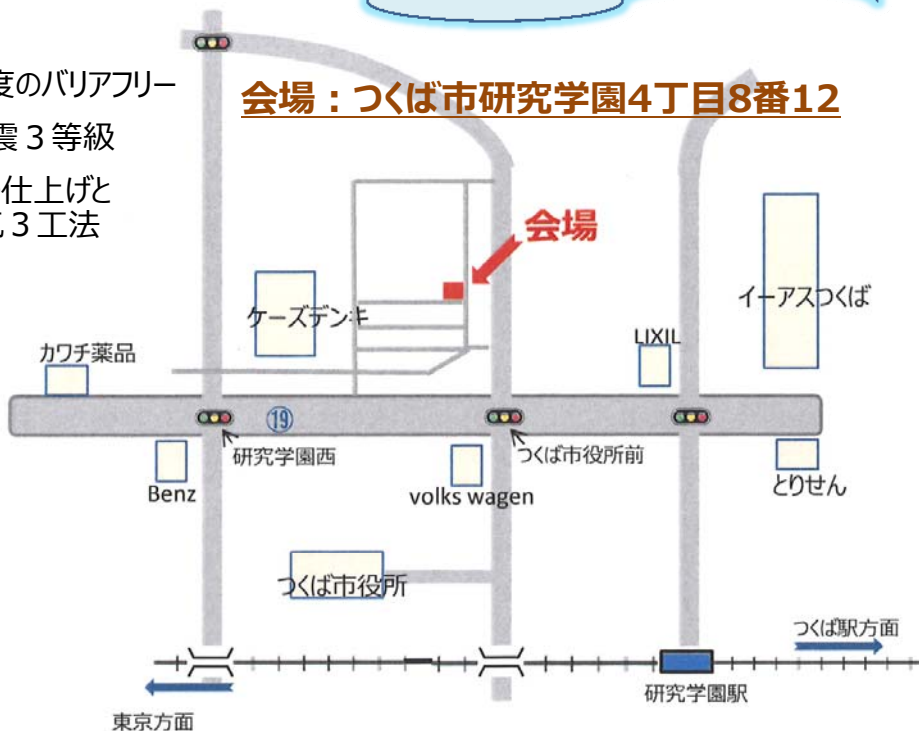 度のバリアフリー
会場：つくば市研究学園4丁目8番12
震３等級
仕上げと
３工法
会場
ケーズデンキ
イーアスつくば
LIXIL
カワチ薬品
⑲
研究学園西
つくば市役所前
Benz
volks wagen
とりせん
つくば市役所
つくば駅方面
研究学園駅
東京方面